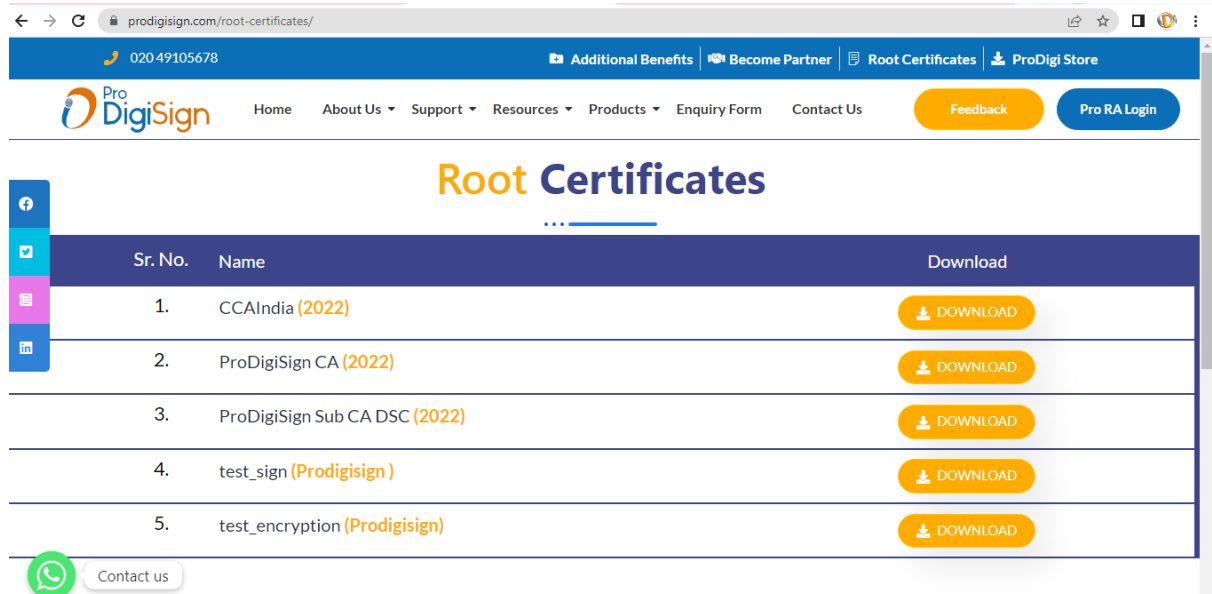 prodigisign.com/root-certificates/
020 49105678
Additional Benefits
Become Partner
Root Certificates
ProDigi Store
Pro
DigiSign
Home
About Us
Support
Resources
Products
Enquiry Form
Contact Us
Feedback
Pro RA Login
Root Certificates
Sr. No. Name Download
1. CCAIndia (2022) DOWNLOAD
2. ProDigiSign CA (2022) DOWNLOAD
3. ProDigiSign Sub CA DSC (2022) DOWNLOAD
4. test_sign (Prodigisign ) DOWNLOAD
5. test_encryption (Prodigisign) DOWNLOAD
Contact us